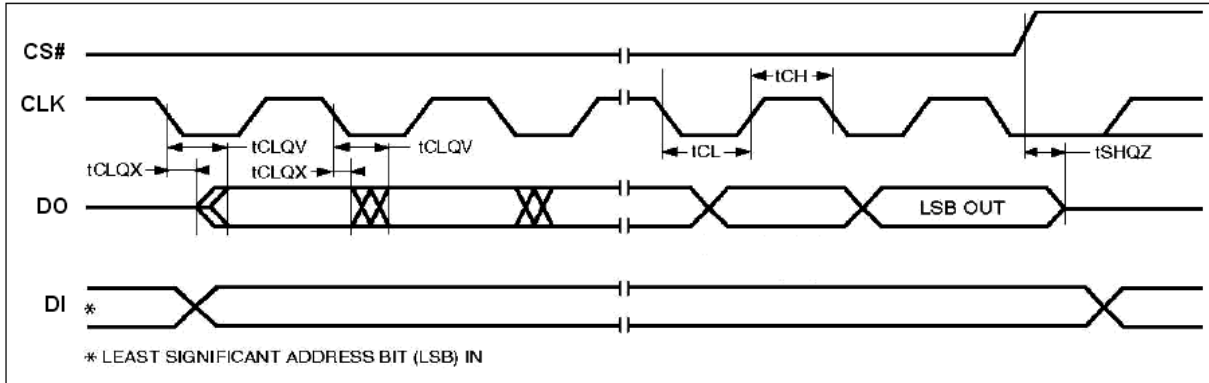 CS#
CLK
tCH
tCLQV
tCLQV
tCL
tSHQZ
tCLQX
tCLQX
DO
LSB OUT
DI
*
* LEAST SIGNIFICANT ADDRESS BIT (LSB) IN